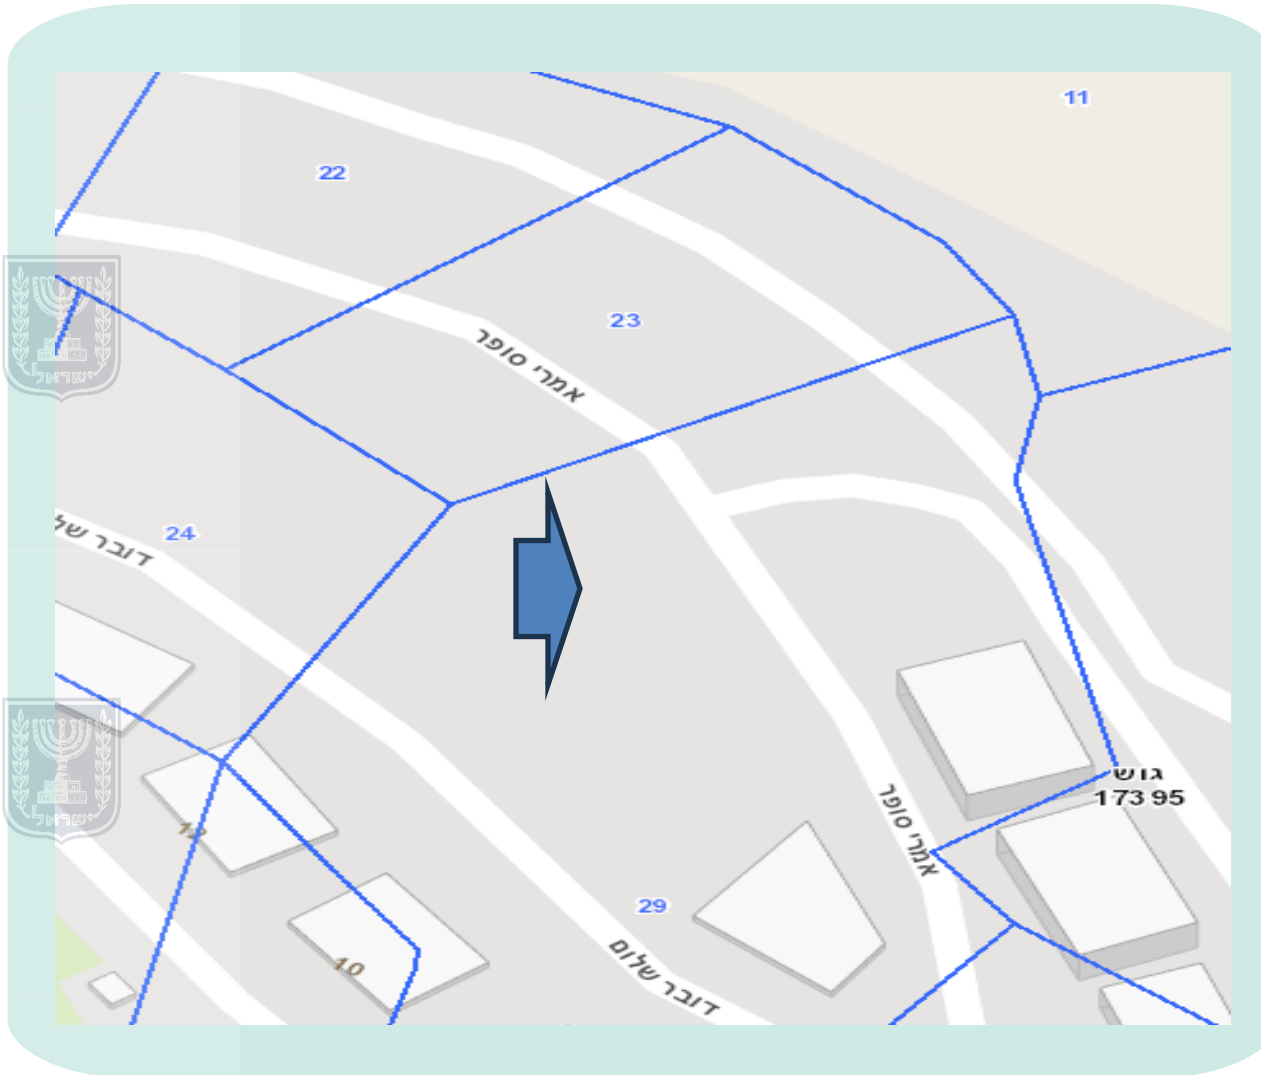 11
22
23
אמרי סופר
24
דובר של
גוש
17395
אמרי סופר
12
29
10
דובר שלום
ישראל
ישראל